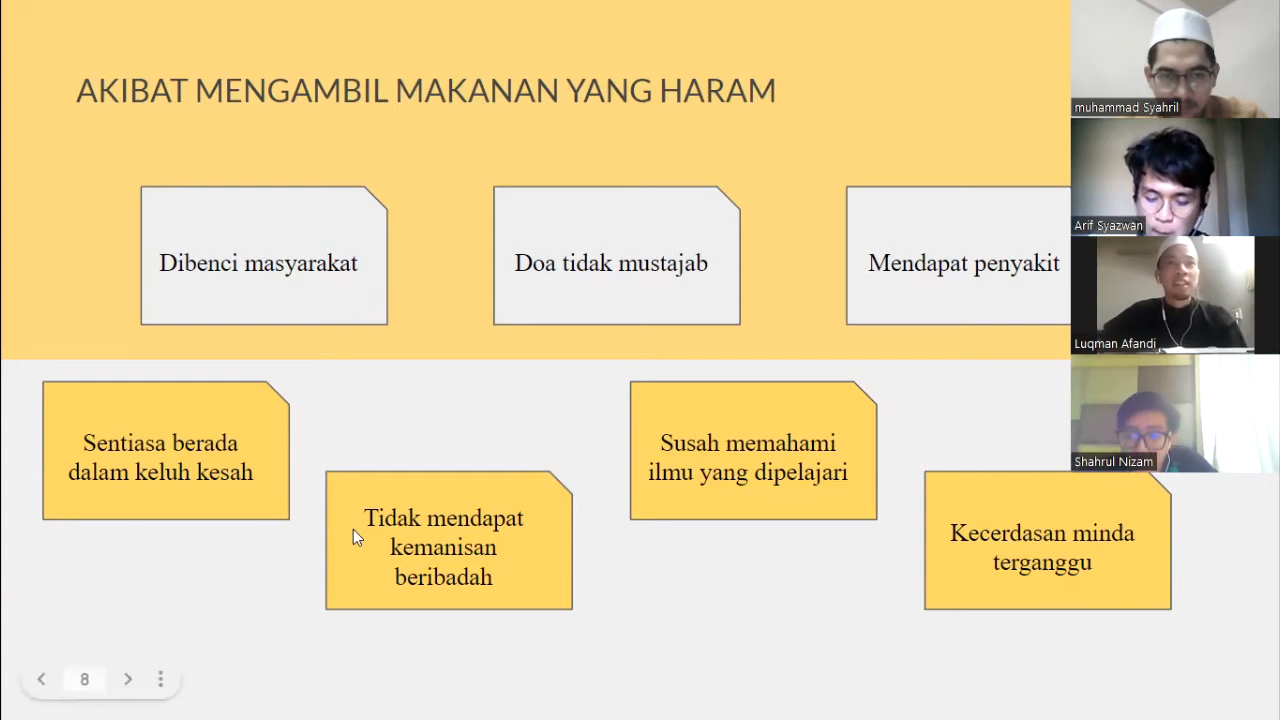 AKIBAT MENGAMBIL MAKANAN YANG HARAM
Dibenci masyarakat
Doa tidak mustajab
Mendapat penyakit
Sentiasa berada
dalam keluh kesah
Tidak mendapat
kemanisan
beribadah
Susah memahami
ilmu yang dipelajari
Kecerdasan minda
terganggu
8
muhammad Syahril
Arif Syazwan
Luqman Afandi
Shahrul Nizam